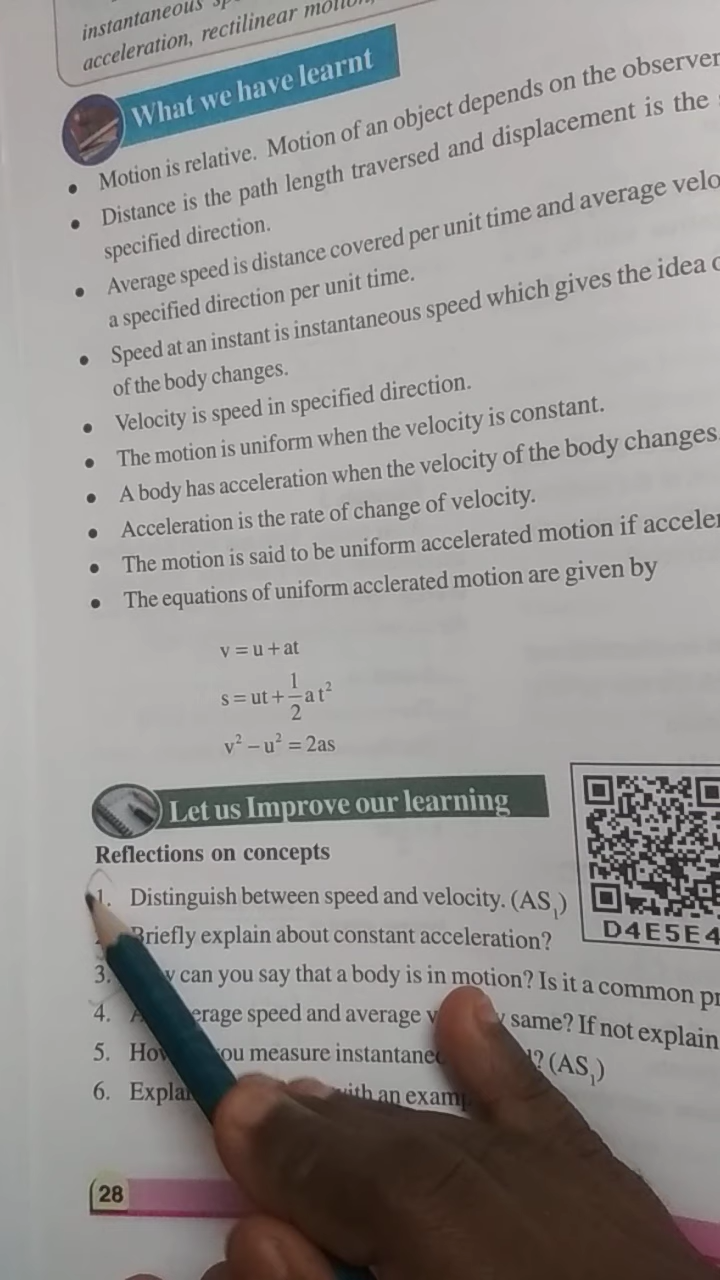 instantaneous
acceleration, rectilinear motion,
What we have learnt
• Motion is relative. Motion of an object depends on the observer
• Distance is the path length traversed and displacement is the
specified direction.
• Average speed is distance covered per unit time and average
a specified direction per unit time.
• Speed at an instant is instantaneous speed which gives the idea
of the body changes.
• Velocity is speed in specified direction.
• The motion is uniform when the velocity is constant.
• A body has acceleration when the velocity of the body changes.
• Acceleration is the rate of change of velocity.
• The motion is said to be uniform accelerated motion if
• The equations of uniform acclerated motion are given by
v = u + at
s = ut + 1/2 at²
v² – u² = 2as
Let us Improve our learning
Reflections on concepts
1. Distinguish between speed and velocity. (AS₁)
Briefly explain about constant acceleration?
D4E5E4
3. can you say that a body is in motion? Is it a common
4. speed and average same? If not explain
5. measure (AS₁)
6. an
28